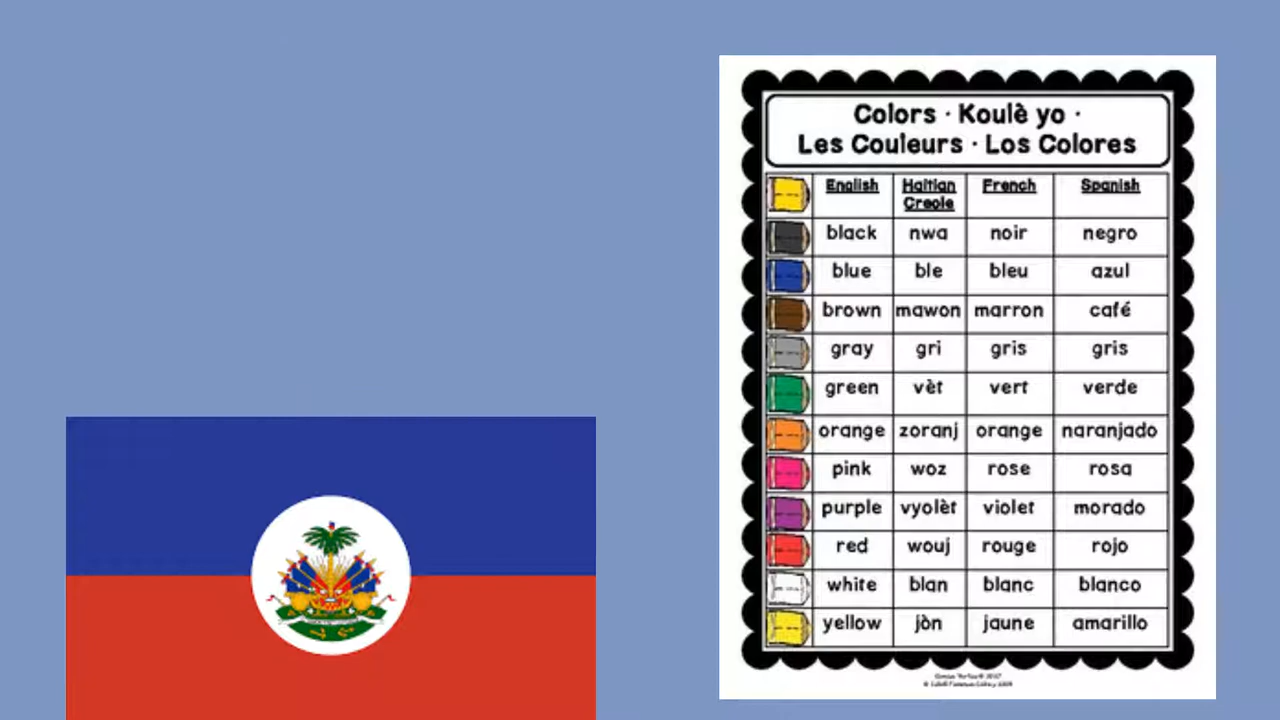 Colors · Koulè yo ·
Les Couleurs · Los Colores
English Haitian Creole French Spanish
black nwa noir negro
blue ble bleu azul
brown mawon marron café
gray gri gris gris
green vèt vert verde
orange zoranj orange naranjado
pink woz rose rosa
purple vyolèt violet morado
red wouj rouge rojo
white blan blanc blanco
yellow jòn jaune amarillo